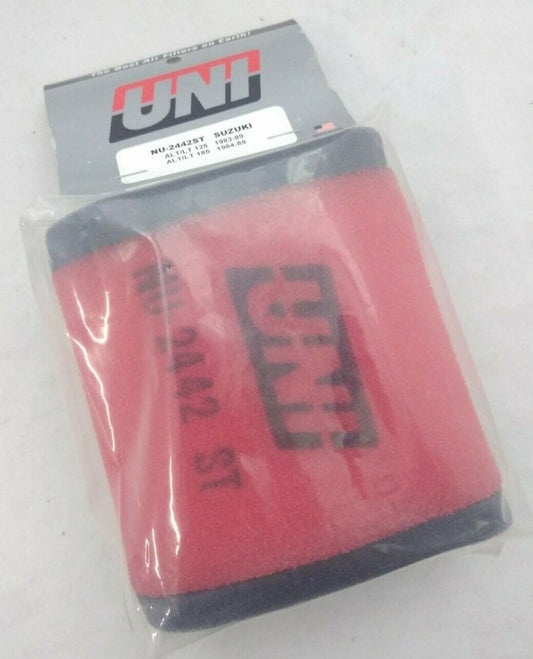 The Best Air Filters on Earth!
UNI
NU-2442ST SUZUKI
ALT/LT 125 1983-89
ALT/LT 185 1984-89
UNI
NU 2442 ST